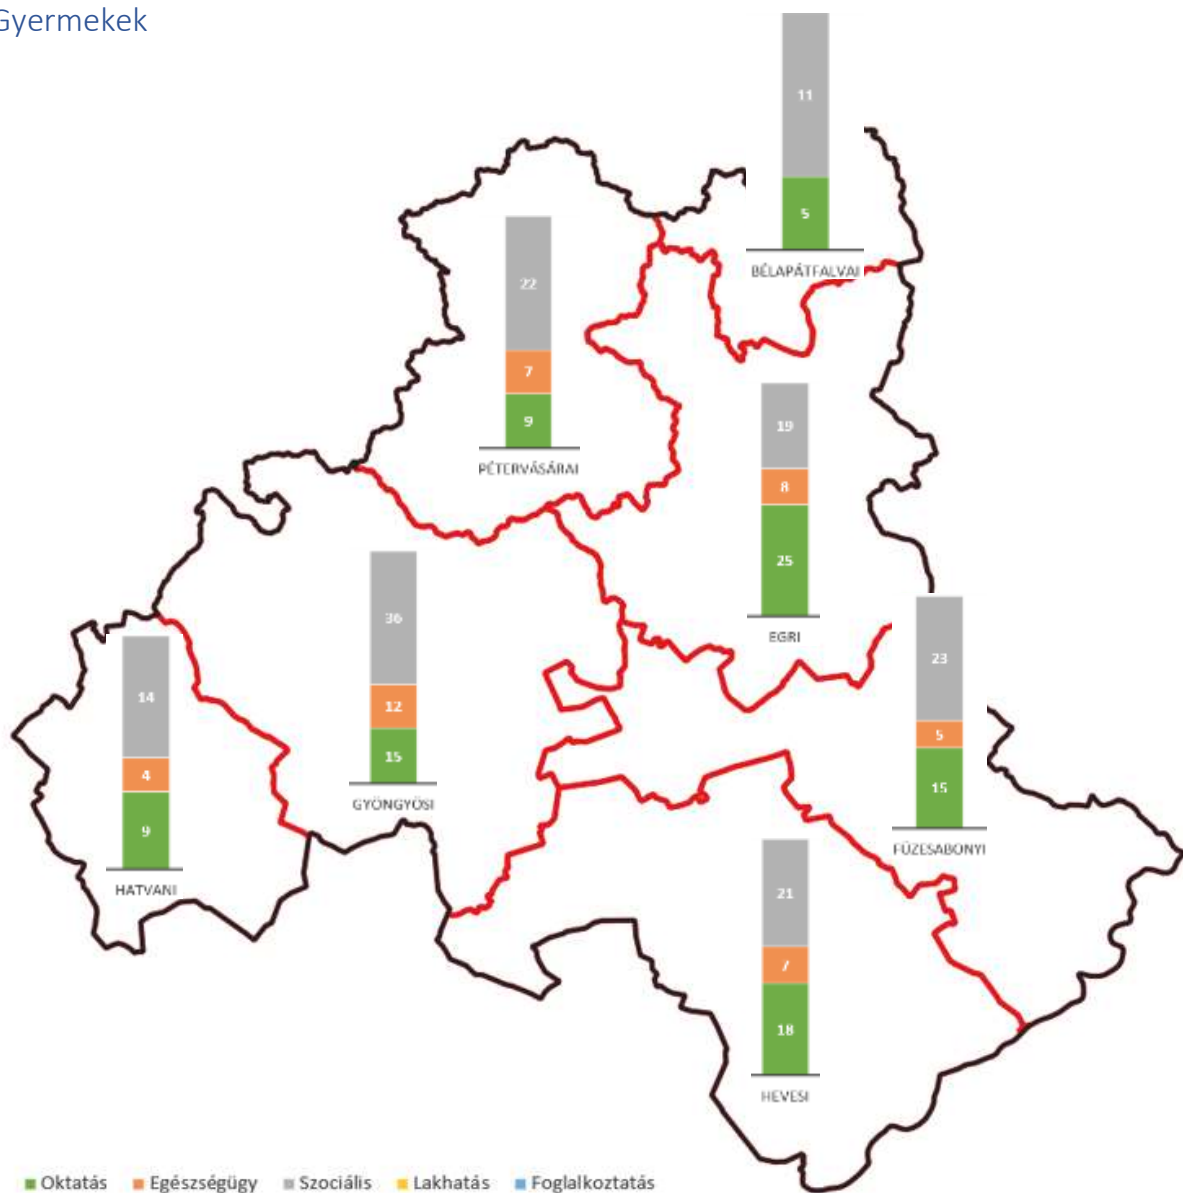 Gyermekek
11
5
BÉLAPÁTFALVAI
22
7
9
PÉTERVÁSÁRAI
19
8
25
EGRI
36
12
15
GYÖNGYÖSI
23
5
15
FÜZESABONYI
14
4
9
HATVANI
21
7
18
HEVESI
Oktatás Egészségügy Szociális Lakhatás Foglalkoztatás